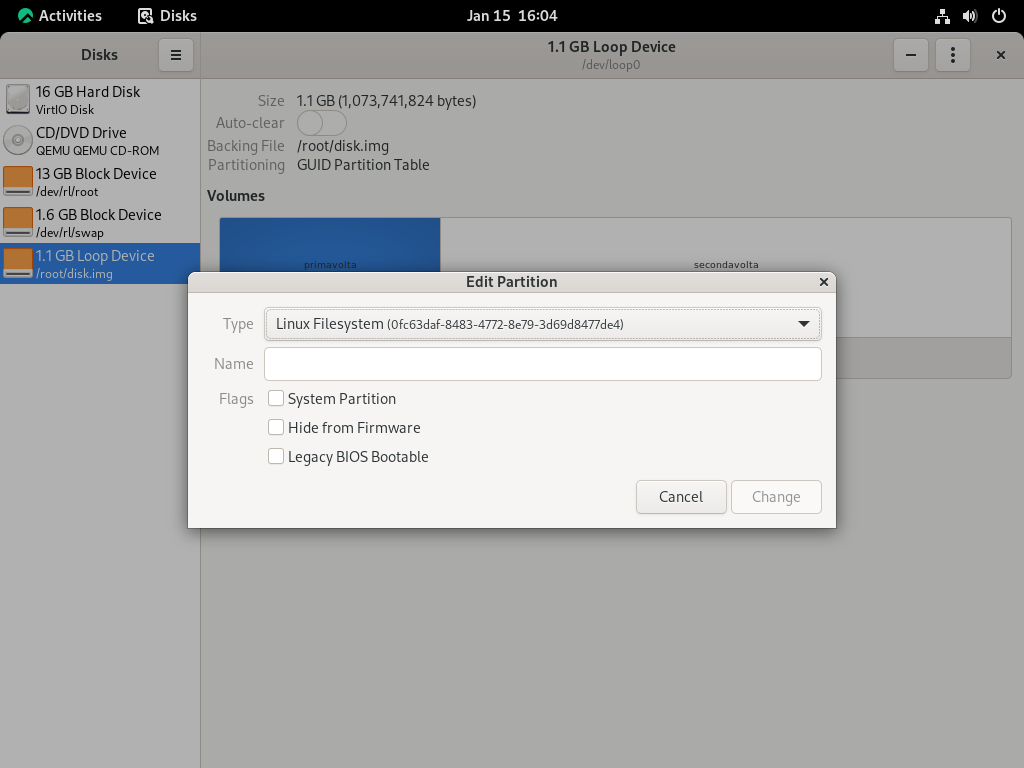 Activities
Disks
Jan 15 16:04
Disks
1.1 GB Loop Device
/dev/loop0
16 GB Hard Disk
VirtIO Disk
CD/DVD Drive
QEMU QEMU CD-ROM
13 GB Block Device
/dev/rl/root
1.6 GB Block Device
/dev/rl/swap
1.1 GB Loop Device
/root/disk.img
Size 1.1 GB (1,073,741,824 bytes)
Auto-clear
Backing File /root/disk.img
Partitioning GUID Partition Table
Volumes
primavolta
secondavolta
Edit Partition
Type Linux Filesystem (0fc63daf-8483-4772-8e79-3d69d8477de4)
Name
Flags System Partition
Hide from Firmware
Legacy BIOS Bootable
Cancel Change